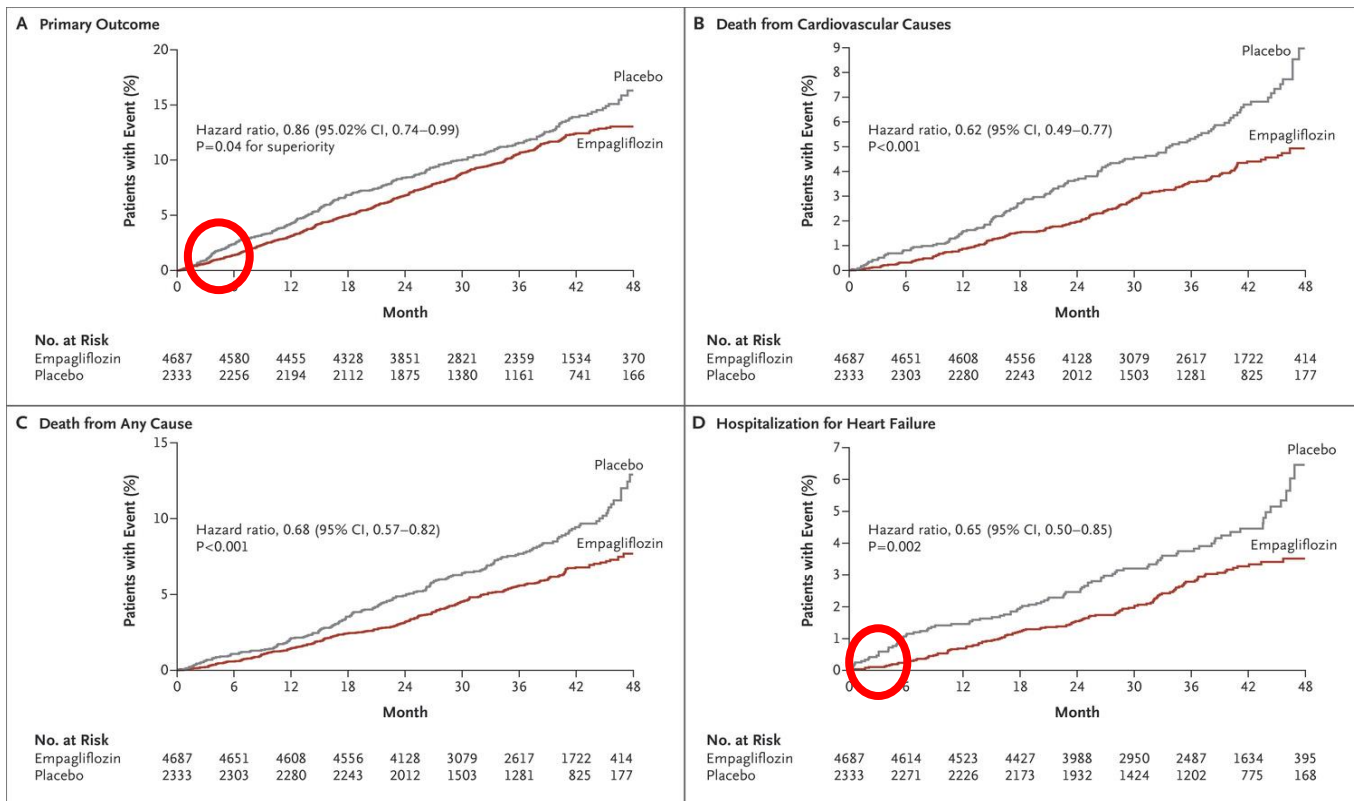 A Primary Outcome
Patients with Event (%)
20
15
10
5
0
Placebo
Hazard ratio, 0.86 (95.02% CI, 0.74–0.99)
P=0.04 for superiority
Empagliflozin
0 6 12 18 24 30 36 42 48
Month
No. at Risk
Empagliflozin 4687 4580 4455 4328 3851 2821 2359 1534 370
Placebo 2333 2256 2194 2112 1875 1380 1161 741 166
B Death from Cardiovascular Causes
Patients with Event (%)
9
8
7
6
5
4
3
2
1
0
Placebo
Hazard ratio, 0.62 (95% CI, 0.49–0.77)
P<0.001
Empagliflozin
0 6 12 18 24 30 36 42 48
Month
No. at Risk
Empagliflozin 4687 4651 4608 4556 4128 3079 2617 1722 414
Placebo 2333 2303 2280 2243 2012 1503 1281 825 177
C Death from Any Cause
Patients with Event (%)
15
10
5
0
Placebo
Hazard ratio, 0.68 (95% CI, 0.57–0.82)
P<0.001
Empagliflozin
0 6 12 18 24 30 36 42 48
Month
No. at Risk
Empagliflozin 4687 4651 4608 4556 4128 3079 2617 1722 414
Placebo 2333 2303 2280 2243 2012 1503 1281 825 177
D Hospitalization for Heart Failure
Patients with Event (%)
7
6
5
4
3
2
1
0
Placebo
Hazard ratio, 0.65 (95% CI, 0.50–0.85)
P=0.002
Empagliflozin
0 6 12 18 24 30 36 42 48
Month
No. at Risk
Empagliflozin 4687 4614 4523 4427 3988 2950 2487 1634 395
Placebo 2333 2271 2226 2173 1932 1424 1202 775 168